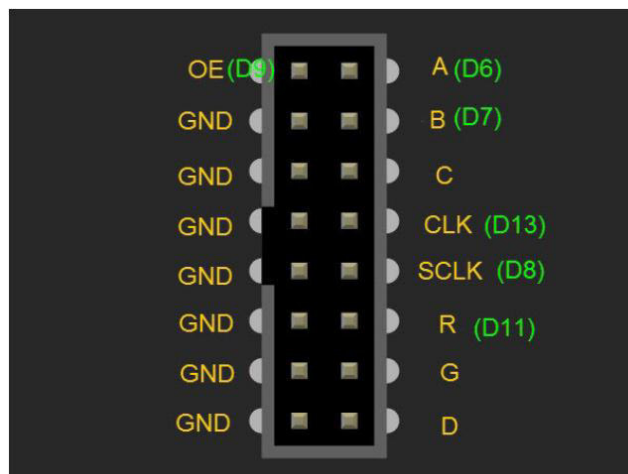 OE(D9) A (D6)
GND B (D7)
GND C
GND CLK (D13)
GND SCLK (D8)
GND R (D11)
GND G
GND D